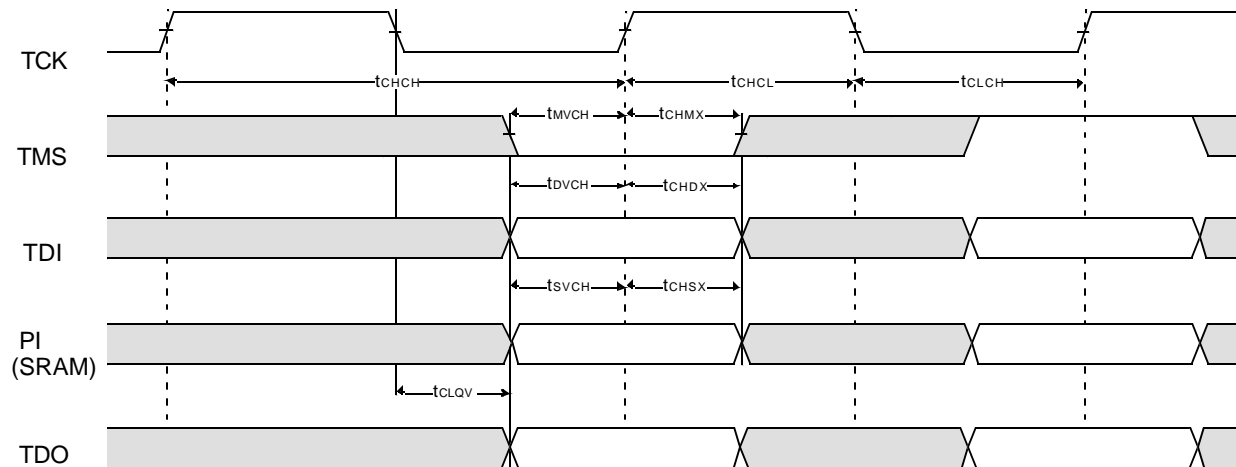 TCK
tCHCH
tCHCL
tCLCH
tMVCH
tCHMX
TMS
tDVCH
tCHDX
TDI
tSVCH
tCHSX
PI
(SRAM)
tCLQV
TDO